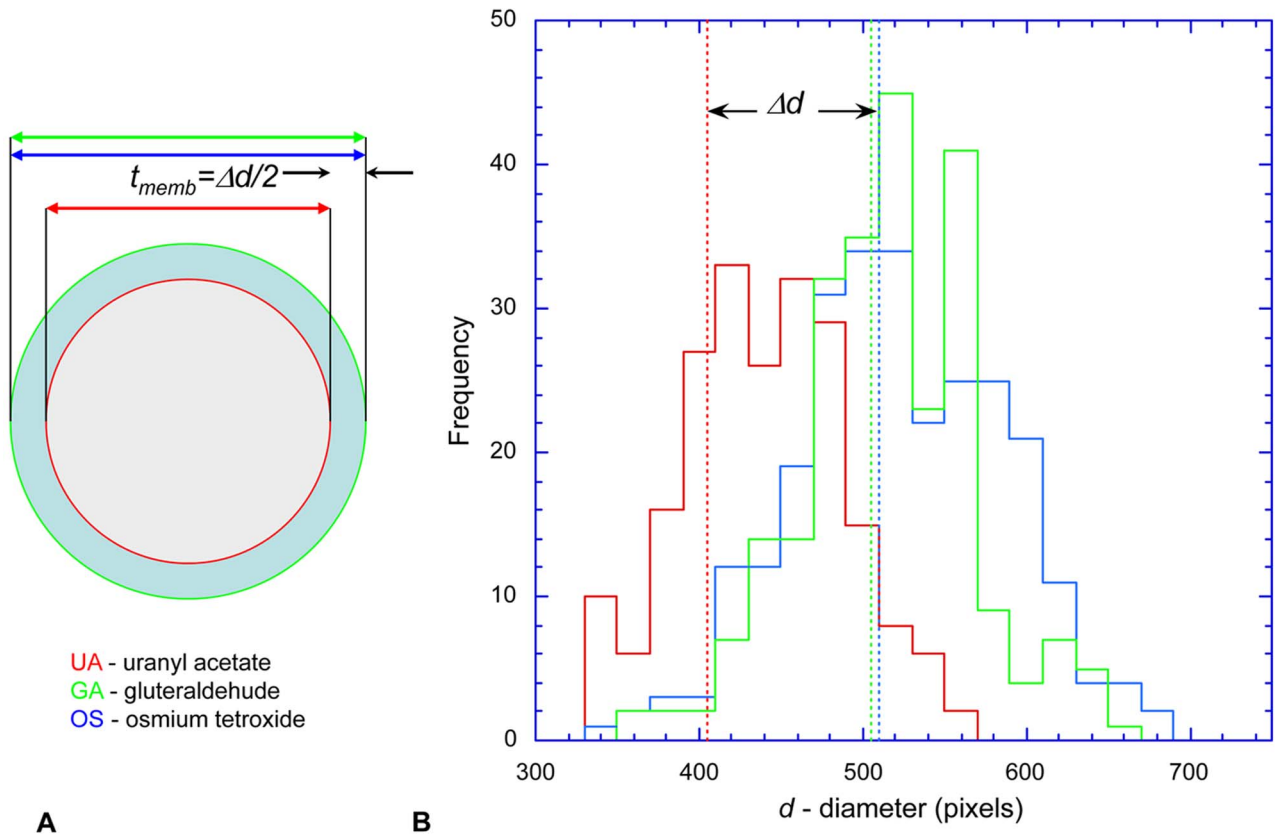 t_memb=Δd/2
UA - uranyl acetate
GA - gluteraldehude
OS - osmium tetroxide
A
50
40
30
20
10
0
Frequency
Δd
300 400 500 600 700
d - diameter (pixels)
B